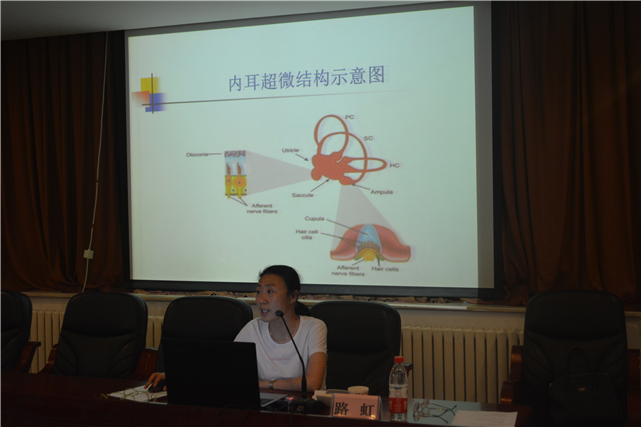 内耳超微结构示意图
PC
SC
Utricle
Otoconia
HC
Saccule
Ampulla
Afferent
nerve fibers
Cupula
Hair cell
cilia
Afferent
nerve fibers
Hair cells
路 虹